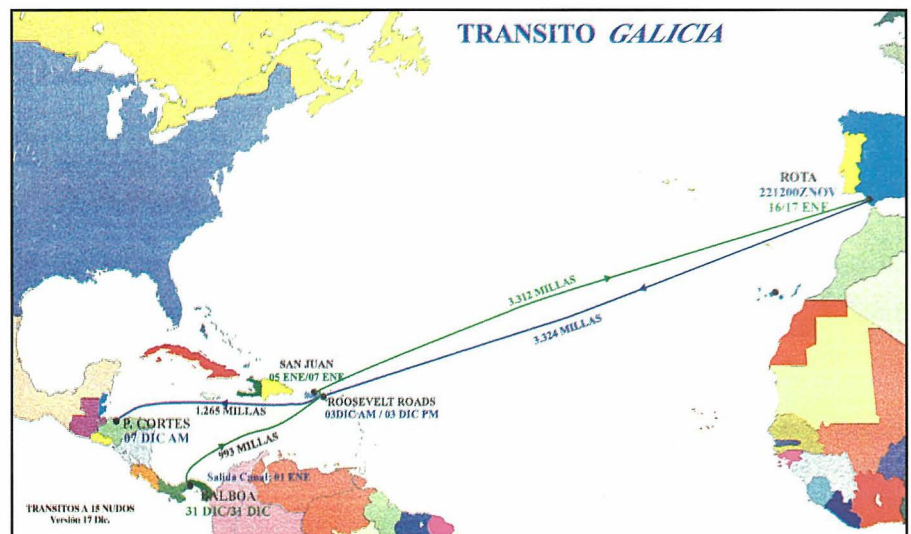 TRANSITO GALICIA
ROTA
221200ZNOV
16/17 ENE
3.312 MILLAS
3.324 MILLAS
SAN JUAN
05 ENE/07 ENE
ROOSEVELT ROADS
03DIC AM / 03 DIC PM
1.265 MILLAS
P. CORTES
07 DIC AM
993 MILLAS
Salida Canal: 01 ENE
BALBOA
31 DIC/31 DIC
TRANSITOS A 15 NUDOS
Versión 17 Dic.